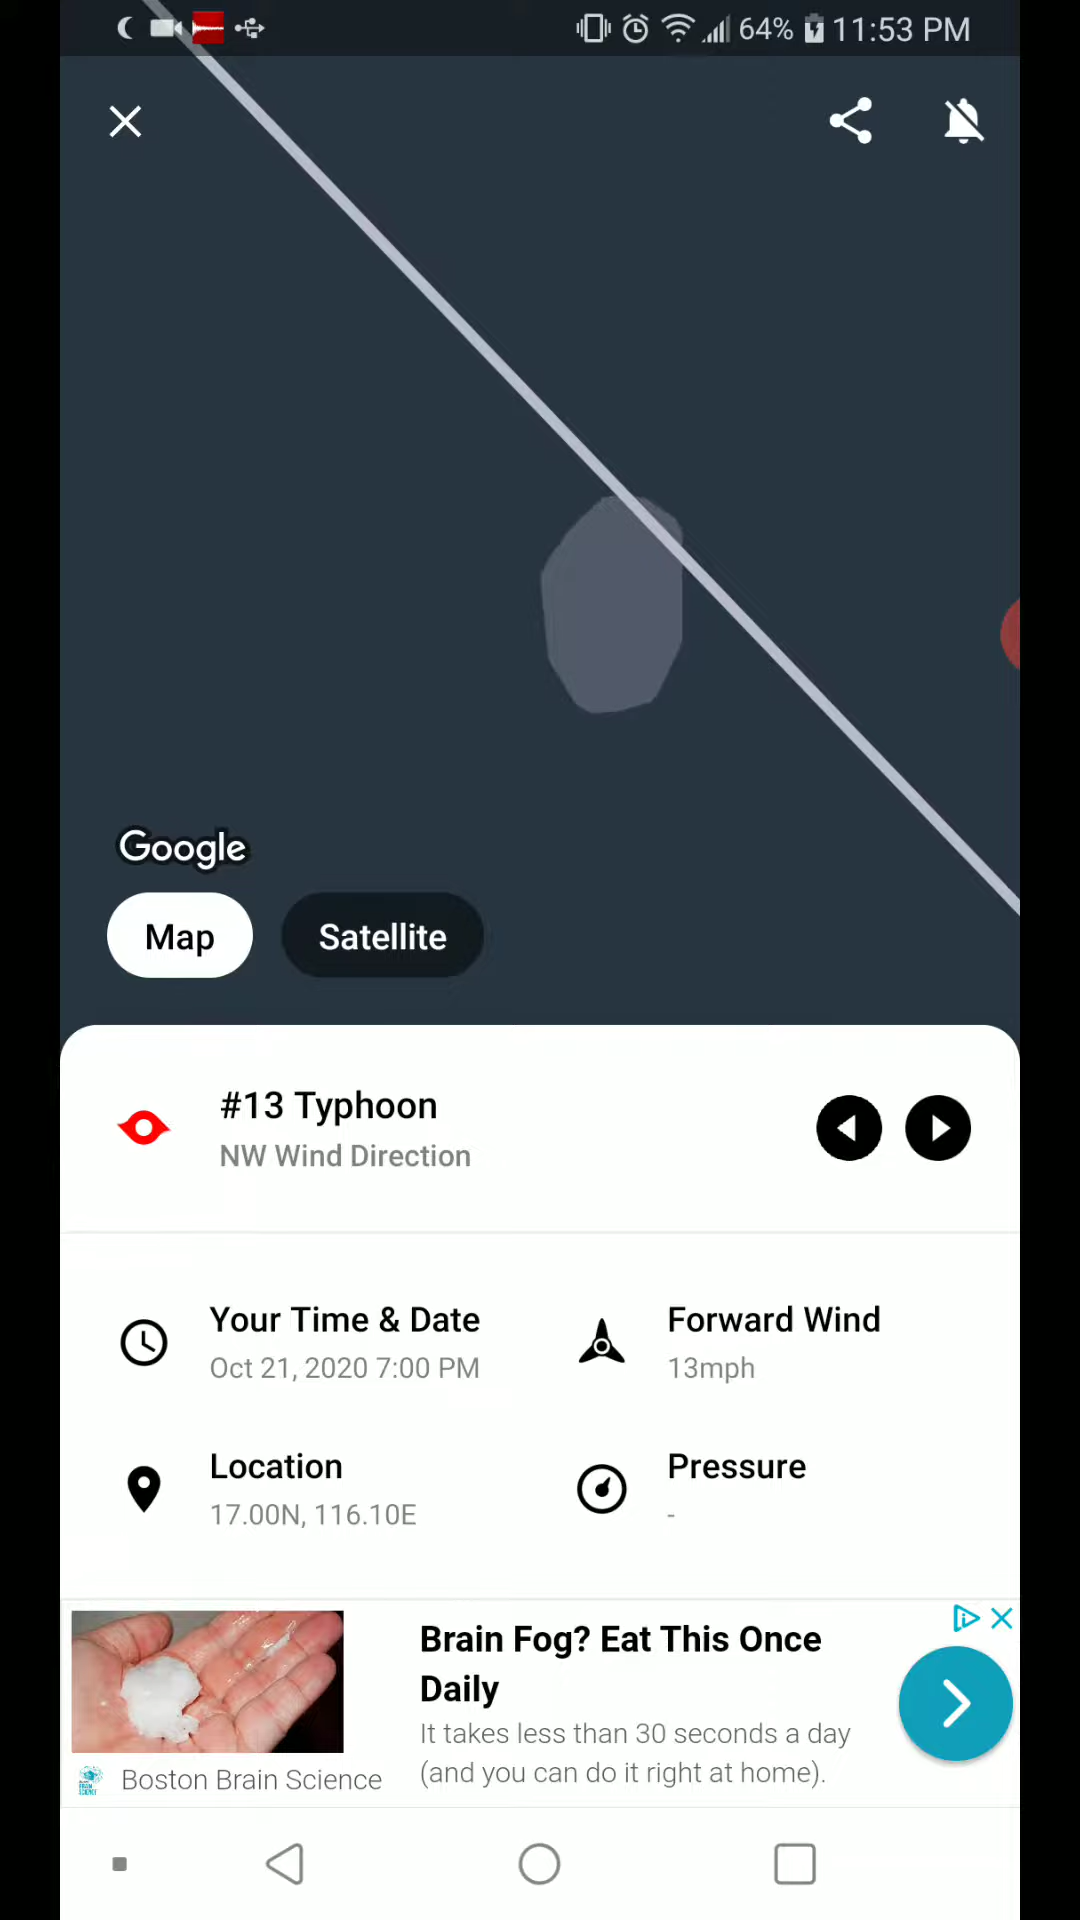 64% 11:53 PM
Google
Map Satellite
#13 Typhoon
NW Wind Direction
Your Time & Date
Oct 21, 2020 7:00 PM
Forward Wind
13mph
Location
17.00N, 116.10E
Pressure
-
Brain Fog? Eat This Once
Daily
It takes less than 30 seconds a day
(and you can do it right at home).
Boston Brain Science